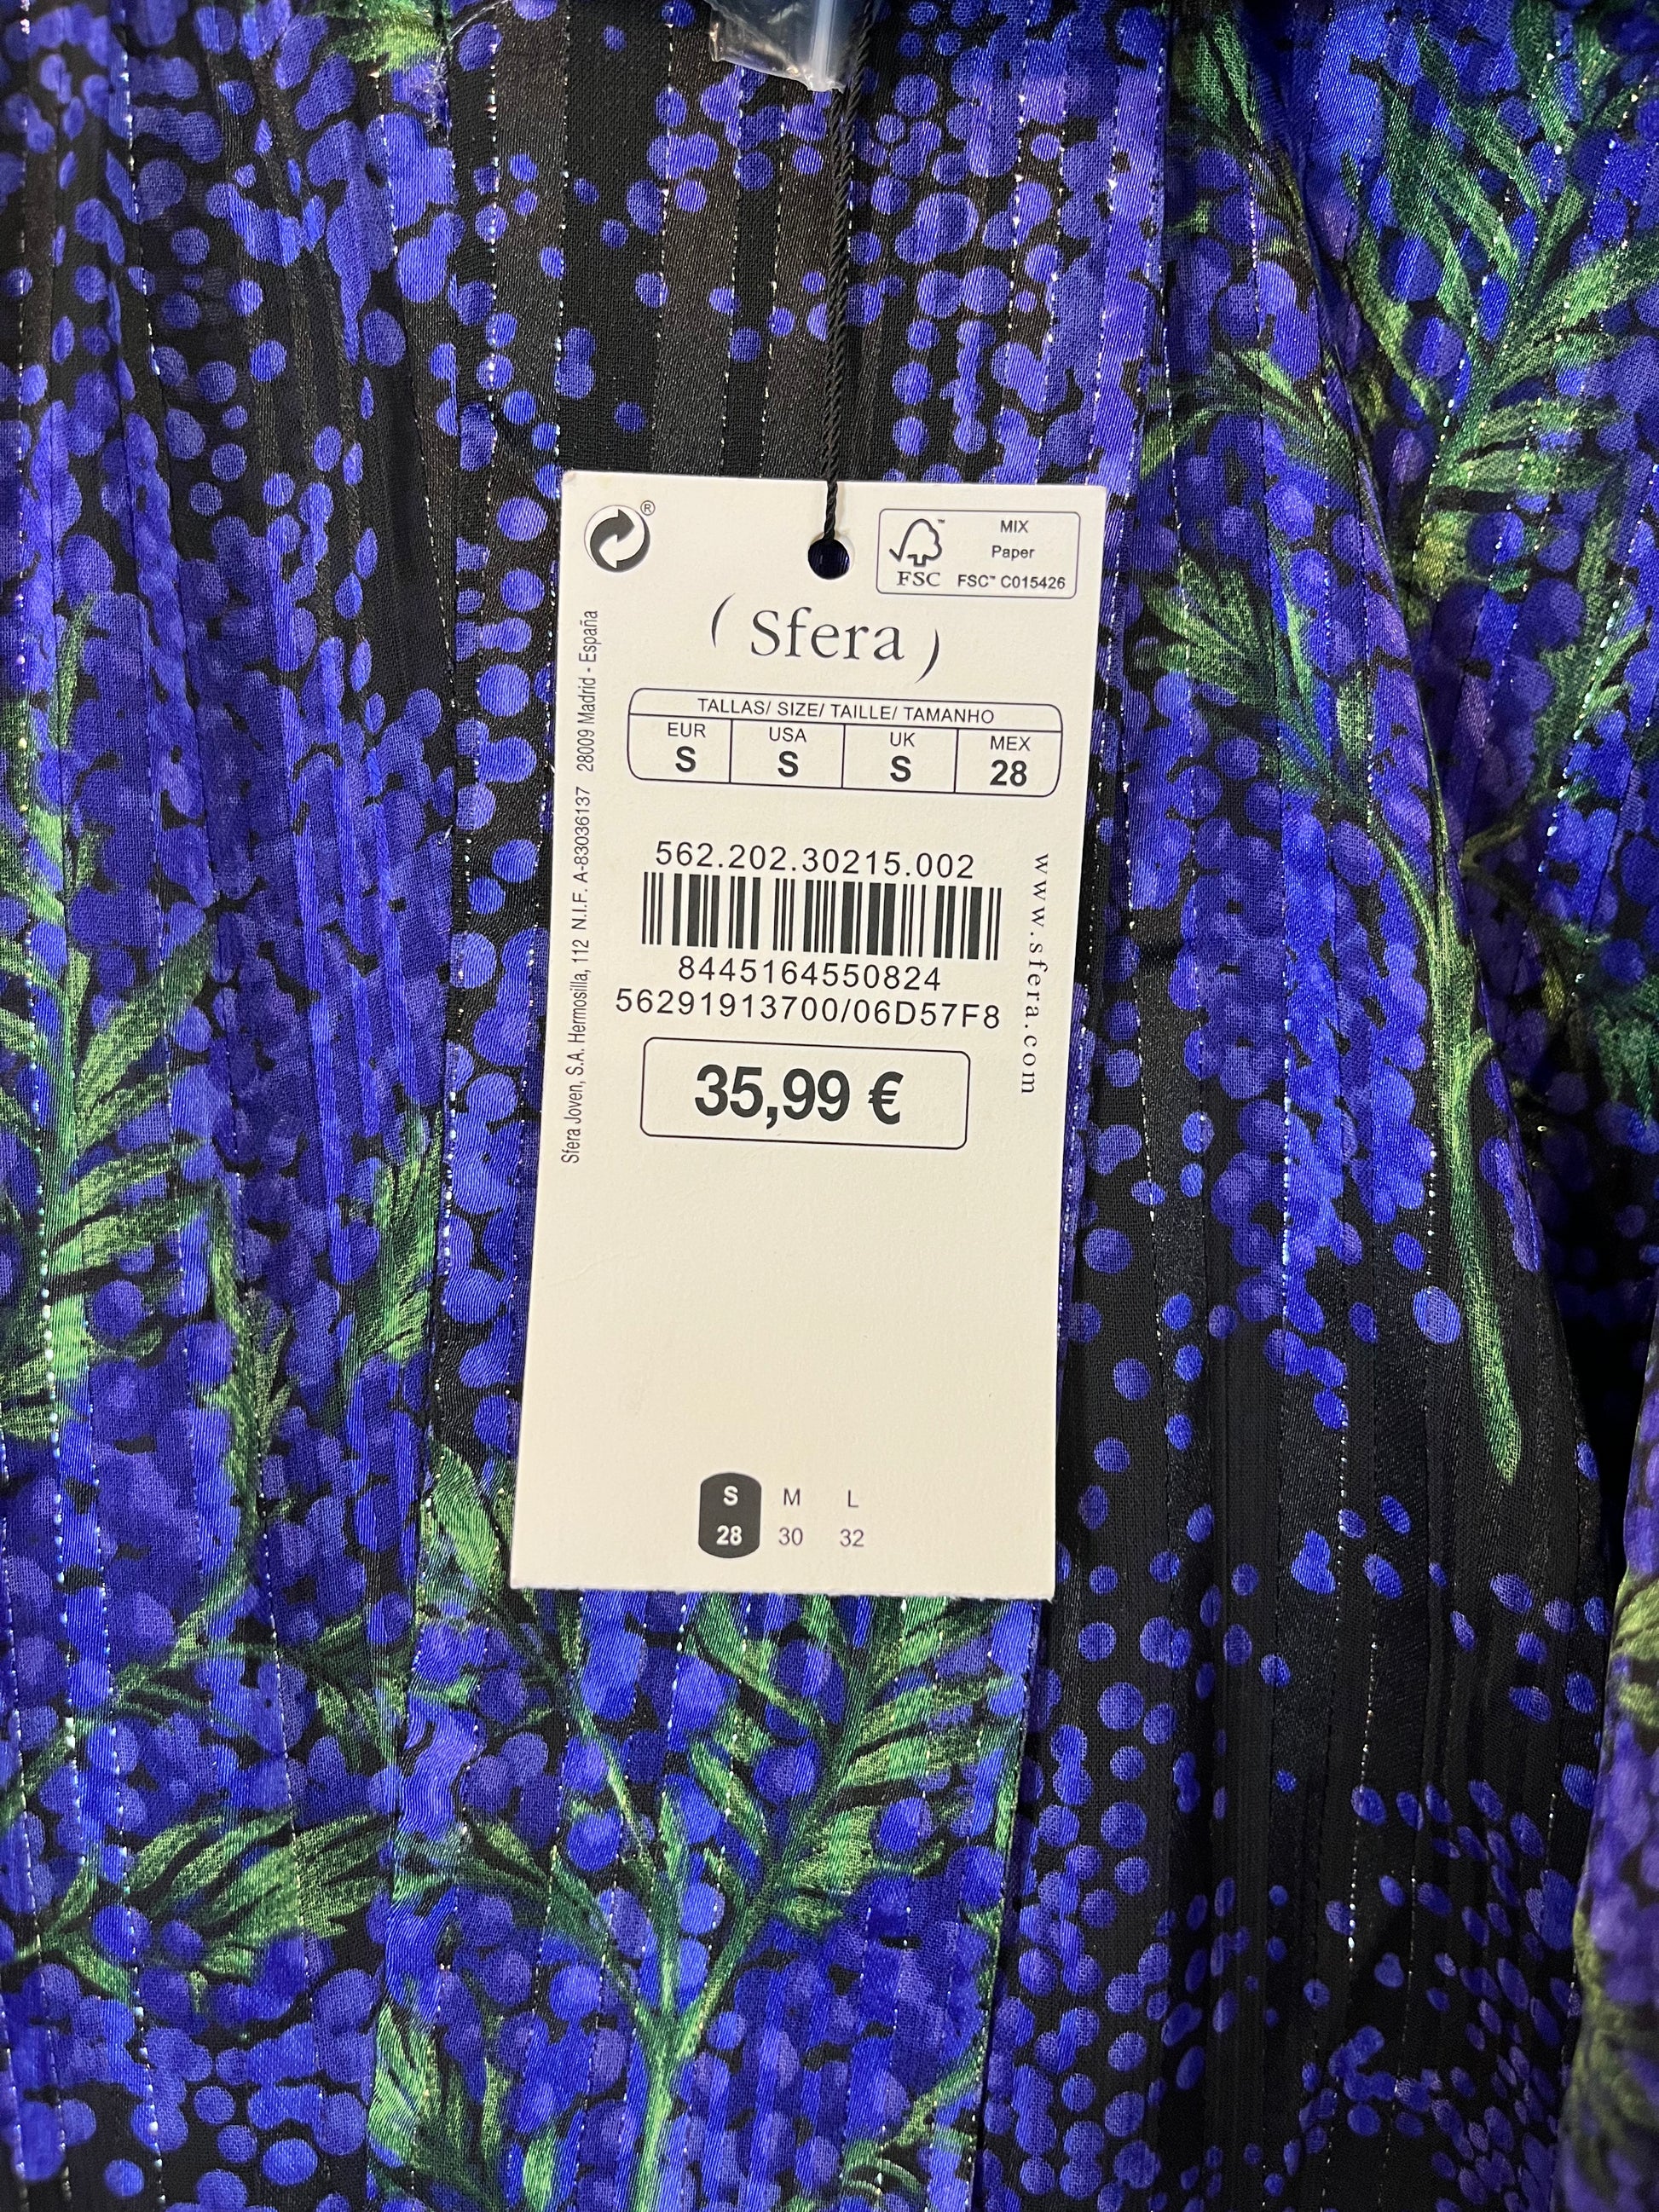 ®
MIX
Paper
FSC™ C015426
FSC
(Sfera)
TALLAS/ SIZE/ TAILLE/ TAMANHO
EUR USA UK MEX
S S S 28
562.202.30215.002
8445164550824
56291913700/06D57F8
35,99 €
Sfera Joven, S.A. Hermosilla, 112 N.I.F. A-83036137 28009 Madrid - España
www.sfera.com
S M L
28 30 32